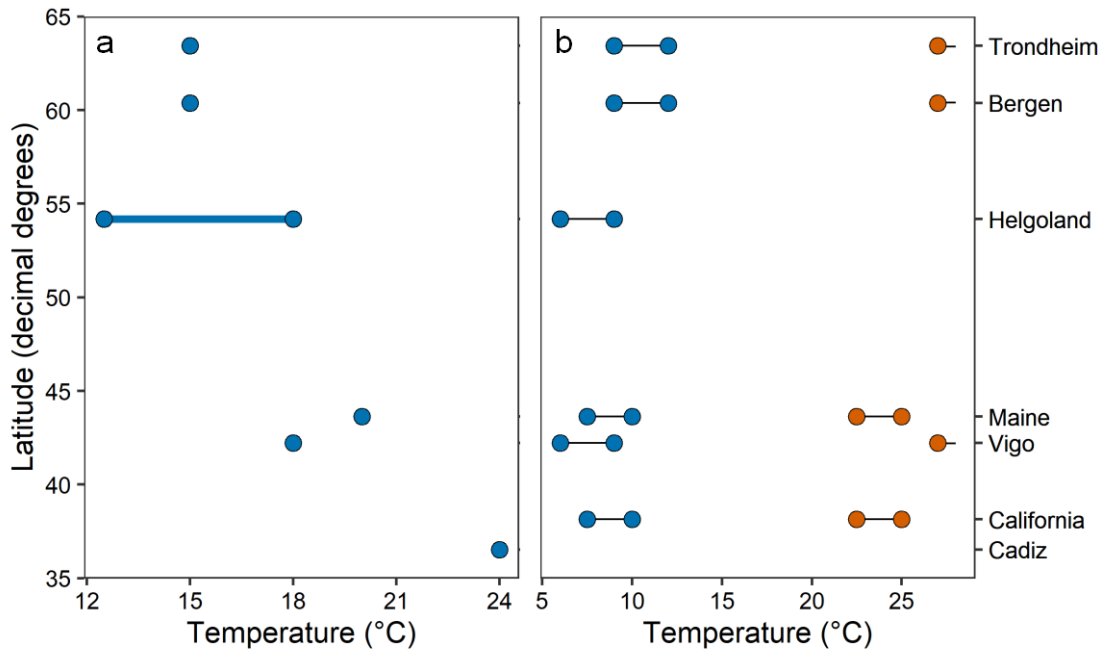 a
b
Latitude (decimal degrees)
65
60
55
50
45
40
35
12
15
18
21
24
Temperature (°C)
5
10
15
20
25
Temperature (°C)
Trondheim
Bergen
Helgoland
Maine
Vigo
California
Cadiz